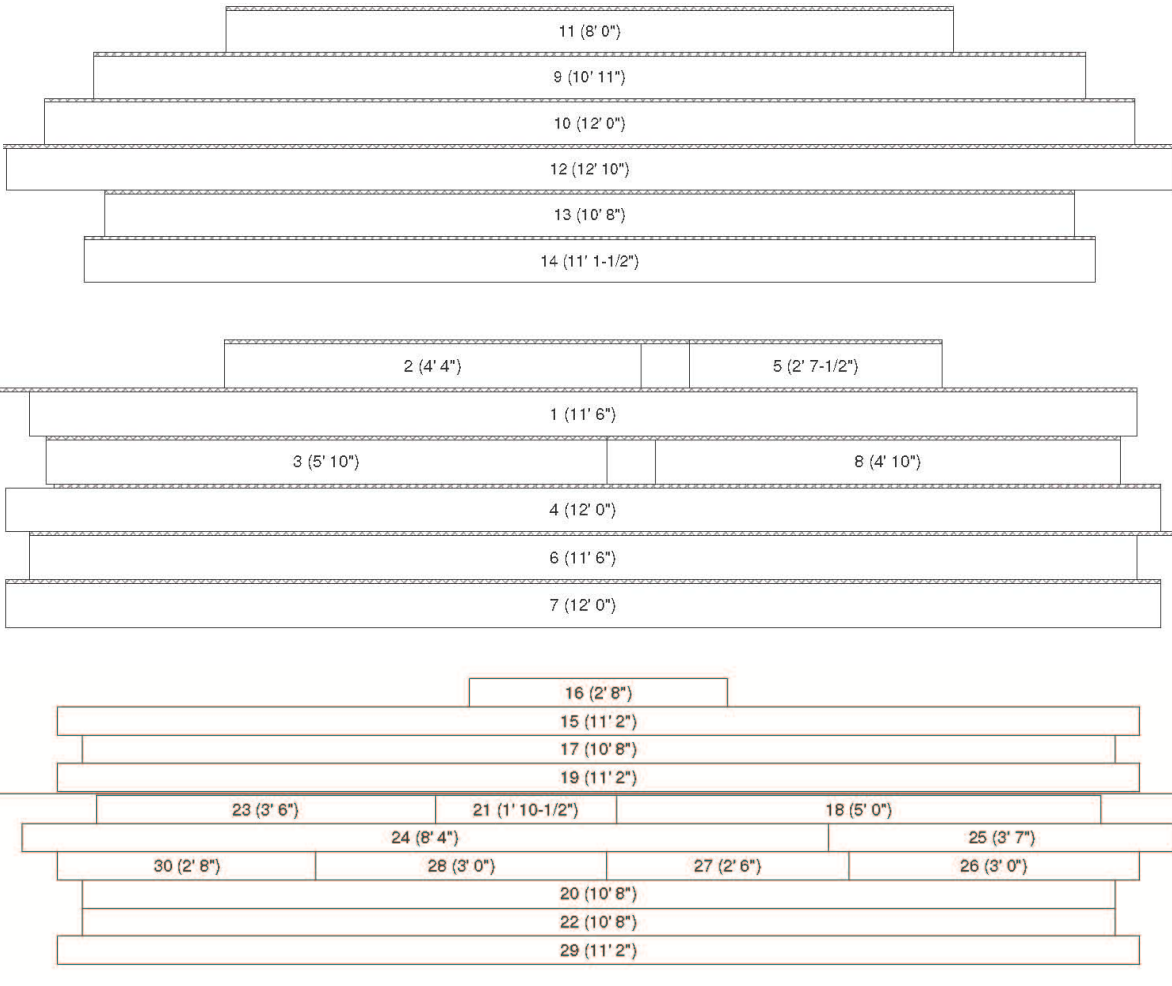 11 (8' 0")
9 (10' 11")
10 (12' 0")
12 (12' 10")
13 (10' 8")
14 (11' 1-1/2")
2 (4' 4") 5 (2' 7-1/2")
1 (11' 6")
3 (5' 10") 8 (4' 10")
4 (12' 0")
6 (11' 6")
7 (12' 0")
16 (2' 8")
15 (11' 2")
17 (10' 8")
19 (11' 2")
23 (3' 6") 21 (1' 10-1/2") 18 (5' 0")
24 (8' 4") 25 (3' 7")
30 (2' 8") 28 (3' 0") 27 (2' 6") 26 (3' 0")
20 (10' 8")
22 (10' 8")
29 (11' 2")